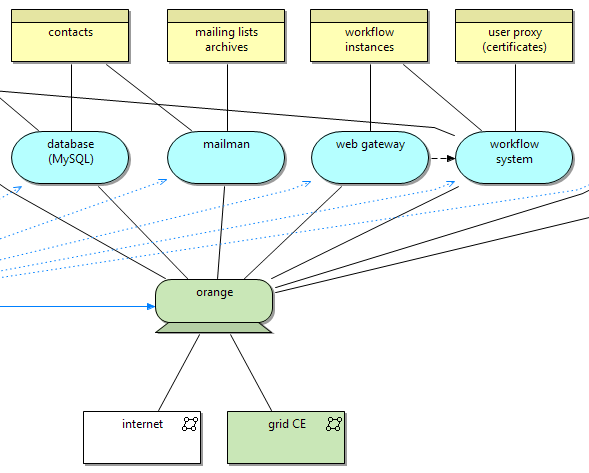 contacts
mailing lists
archives
workflow
instances
user proxy
(certificates)
database
(MySQL)
mailman
web gateway
workflow
system
orange
internet
grid CE